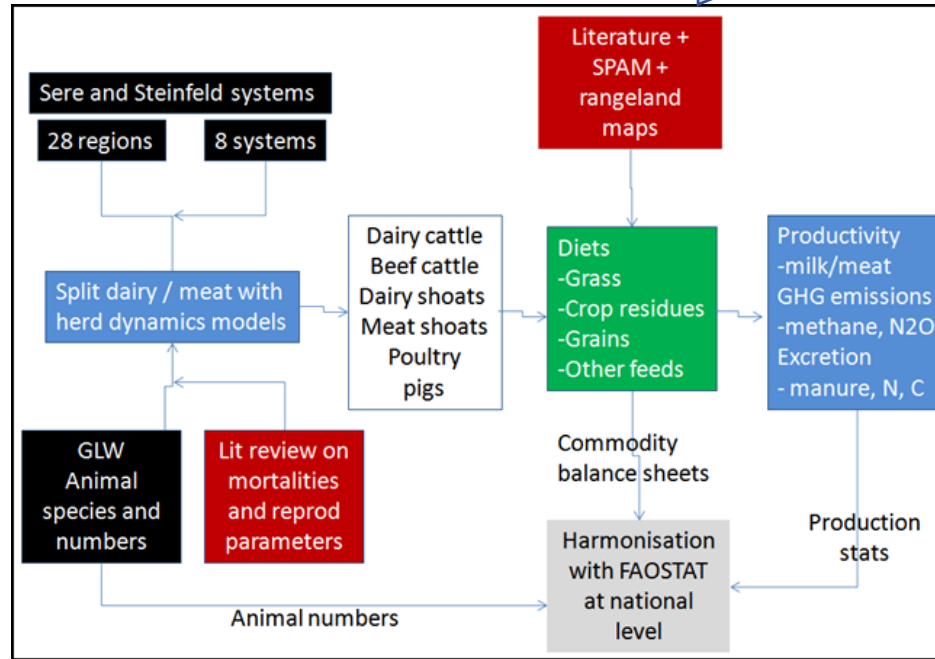 Sere and Steinfeld systems
28 regions
8 systems
Literature +
SPAM +
rangeland
maps
Split dairy / meat with
herd dynamics models
Dairy cattle
Beef cattle
Dairy shoats
Meat shoats
Poultry
pigs
Diets
-Grass
-Crop residues
-Grains
-Other feeds
Productivity
-milk/meat
GHG emissions
-methane, N2O
Excretion
- manure, N, C
GLW
Animal
species and
numbers
Lit review on
mortalities
and reprod
parameters
Commodity
balance sheets
Production
stats
Harmonisation
with FAOSTAT
at national
level
Animal numbers